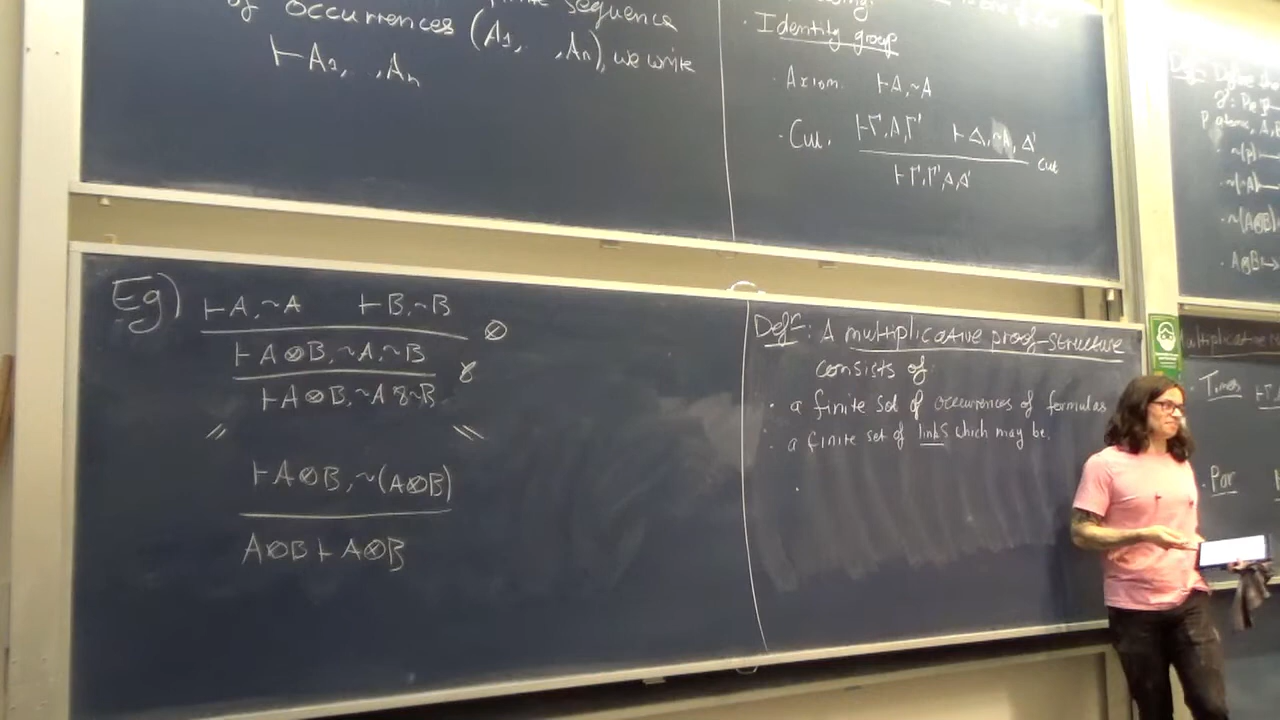 of occurrences (A₁, ,Aₙ), we write
⊢A₁, . . ,Aₙ
Identity group
· Axiom. ⊢A,~A
· Cut. ⊢Γ,A,Γ' ⊢Δ,~A,Δ'
Cut
⊢Γ,Γ',Δ,Δ'
Eg) ⊢A,~A ⊢B,~B
⊗
⊢A⊗B,~A,~B
⅋
⊢A⊗B,~A⅋~B
// \\
⊢A⊗B,~(A⊗B)
A⊗B⊢A⊗B
Defⁿ: A multiplicative proof-structure
consists of
· a finite set of occurrences of formulas
· a finite set of links which may be.
·
~(p)
~(~A)
~(A⊗B)
· Times
· Par